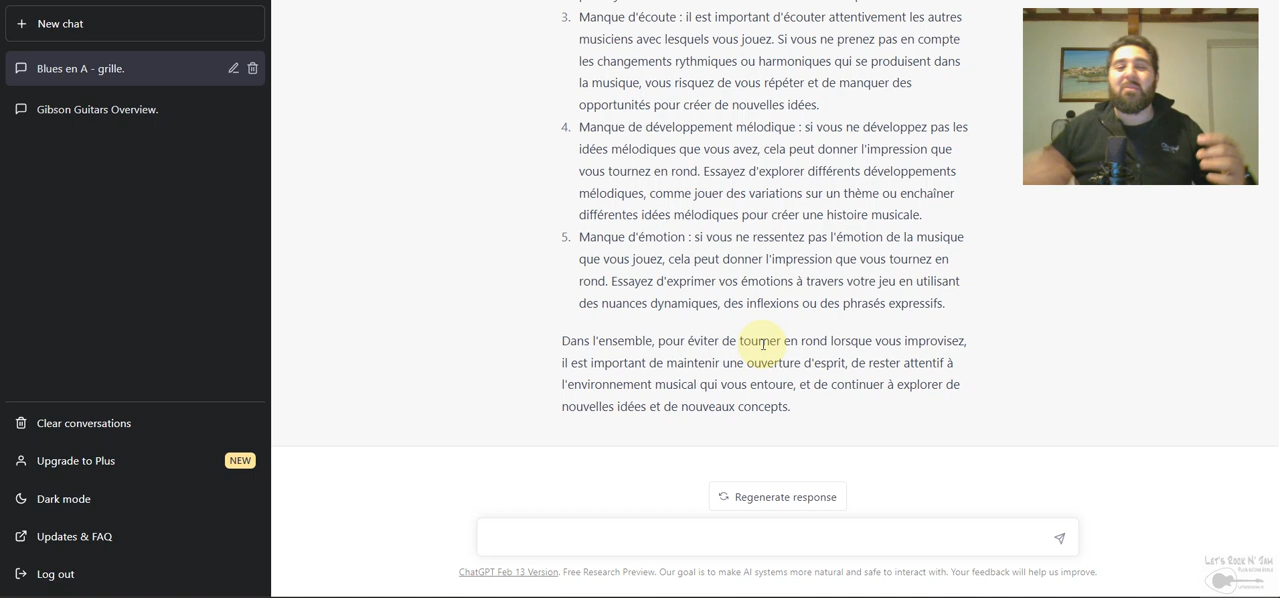 New chat
Blues en A - grille.
Gibson Guitars Overview.
Clear conversations
Upgrade to Plus
NEW
Dark mode
Updates & FAQ
Log out
3. Manque d'écoute : il est important d'écouter attentivement les autres
musiciens avec lesquels vous jouez. Si vous ne prenez pas en compte
les changements rythmiques ou harmoniques qui se produisent dans
la musique, vous risquez de vous répéter et de manquer des
opportunités pour créer de nouvelles idées.
4. Manque de développement mélodique : si vous ne développez pas les
idées mélodiques que vous avez, cela peut donner l'impression que
vous tournez en rond. Essayez d'explorer différents développements
mélodiques, comme jouer des variations sur un thème ou enchaîner
différentes idées mélodiques pour créer une histoire musicale.
5. Manque d'émotion : si vous ne ressentez pas l'émotion de la musique
que vous jouez, cela peut donner l'impression que vous tournez en
rond. Essayez d'exprimer vos émotions à travers votre jeu en utilisant
des nuances dynamiques, des inflexions ou des phrasés expressifs.
Dans l'ensemble, pour éviter de tourner en rond lorsque vous improvisez,
il est important de maintenir une ouverture d'esprit, de rester attentif à
l'environnement musical qui vous entoure, et de continuer à explorer de
nouvelles idées et de nouveaux concepts.
Regenerate response
ChatGPT Feb 13 Version. Free Research Preview. Our goal is to make AI systems more natural and safe to interact with. Your feedback will help us improve.
Let's Rock N' Jam